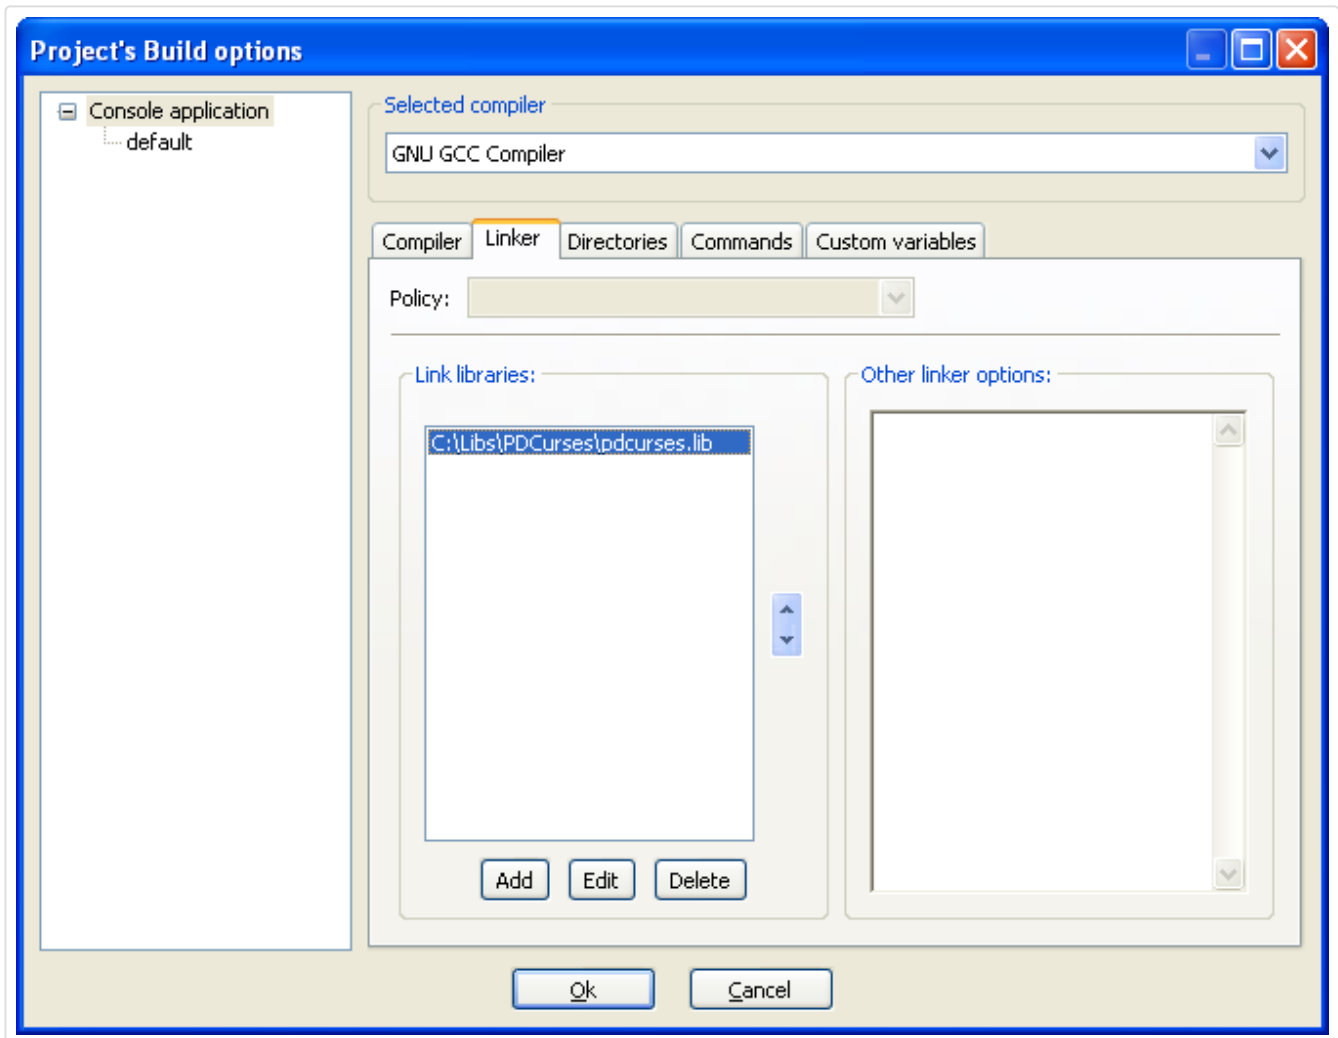 Project's Build options
Console application
default
Selected compiler
GNU GCC Compiler
Compiler
Linker
Directories
Commands
Custom variables
Policy:
Link libraries:
C:\Libs\PDCurses\pdcurses.lib
Add
Edit
Delete
Other linker options:
Ok
Cancel